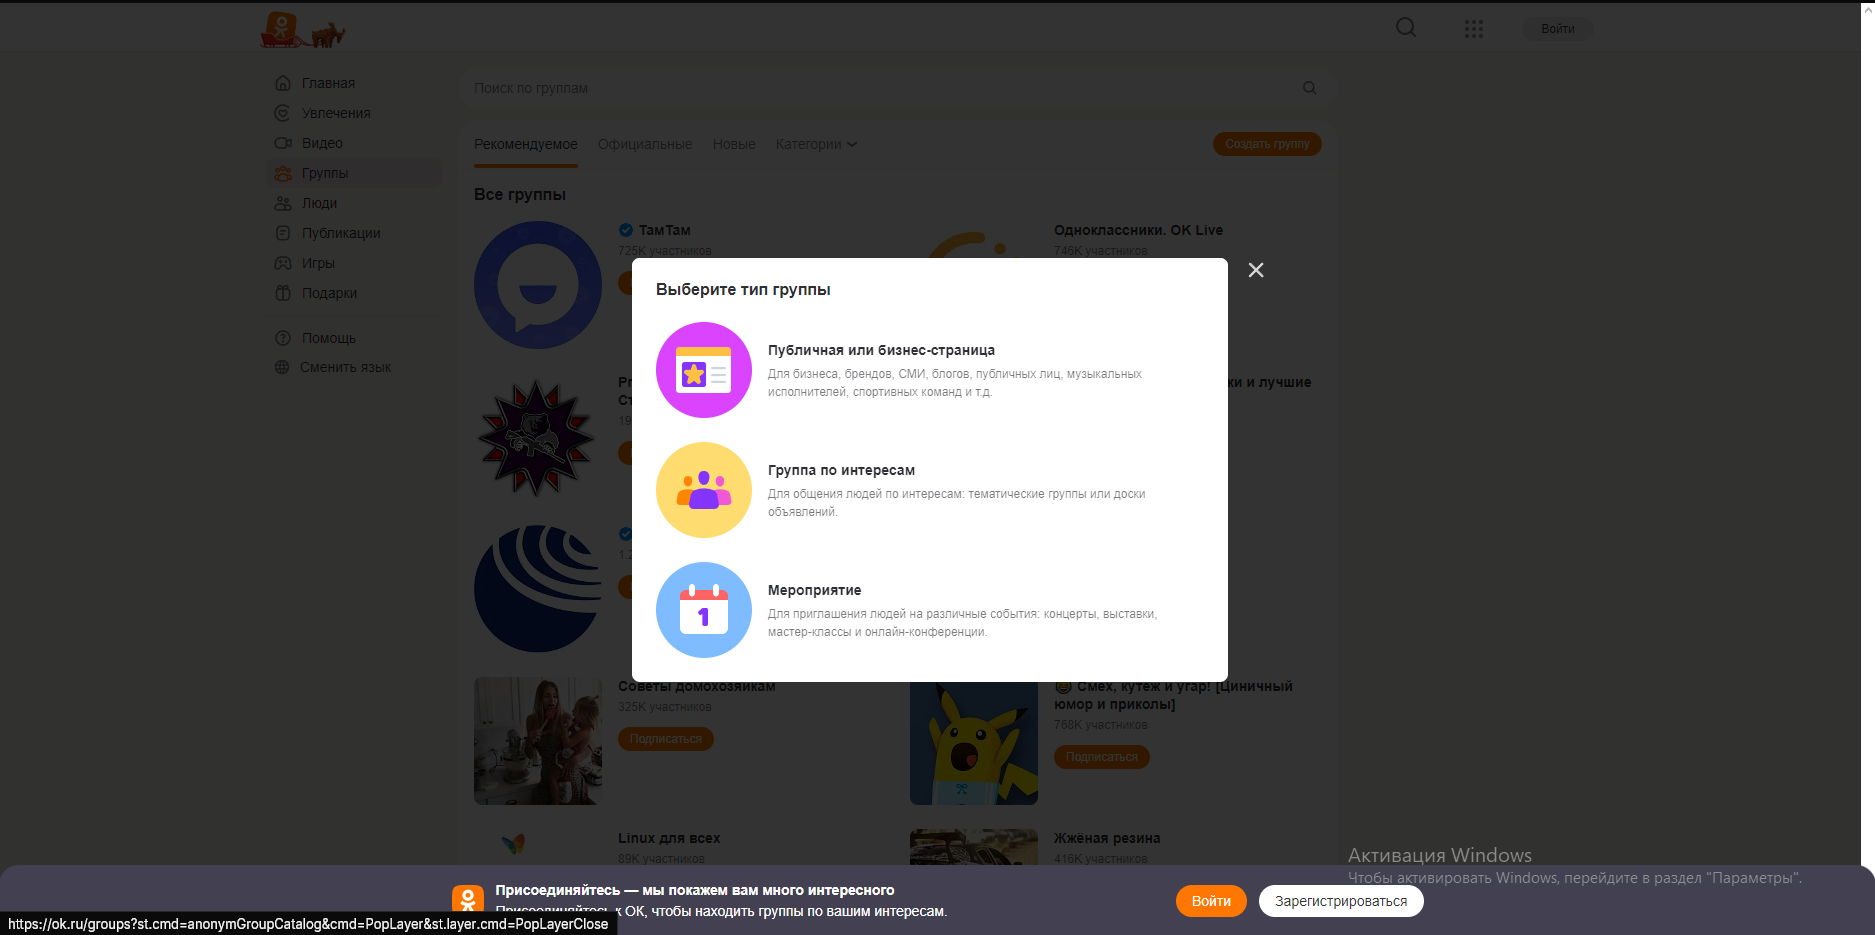 Войти
Главная
Увлечения
Видео
Группы
Люди
Публикации
Игры
Подарки
Помощь
Сменить язык
Поиск по группам
Рекомендуемое Официальные Новые Категории Создать группу
Все группы
ТамТам
725K участников
Одноклассники. OK Live
746K участников
ки и лучшие
Выберите тип группы
Публичная или бизнес-страница
Для бизнеса, брендов, СМИ, блогов, публичных лиц, музыкальных
исполнителей, спортивных команд и т.д.
Группа по интересам
Для общения людей по интересам: тематические группы или доски
объявлений.
Мероприятие
1
Для приглашения людей на различные события: концерты, выставки,
мастер-классы и онлайн-конференции.
Советы домохозяйкам
325K участников
Подписаться
Смех, кутёж и угар! [Циничный
юмор и приколы]
768K участников
Подписаться
Linux для всех
89K участников
Жжёная резина
416K участников
Активация Windows
Чтобы активировать Windows, перейдите в раздел "Параметры".
Присоединяйтесь — мы покажем вам много интересного
Присоединяйтесь к ОК, чтобы находить группы по вашим интересам.
Войти
Зарегистрироваться
https://ok.ru/groups?st.cmd=anonymGroupCatalog&cmd=PopLayer&st.layer.cmd=PopLayerClose